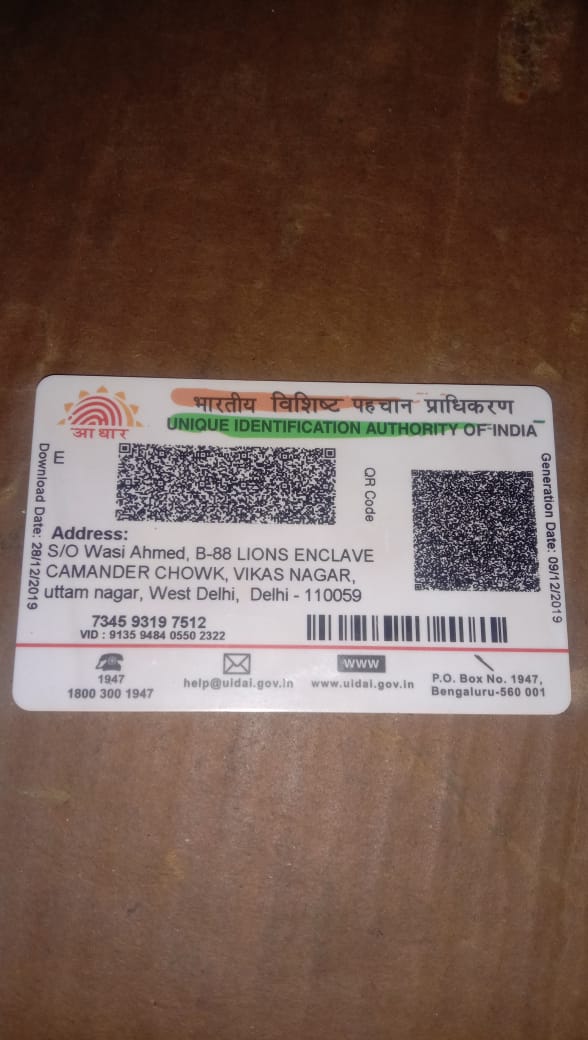 भारतीय विशिष्ट पहचान प्राधिकरण
UNIQUE IDENTIFICATION AUTHORITY OF INDIA
आधार
E
QR Code
Download Date: 28/12/2019
Generation Date: 09/12/2019
Address:
S/O Wasi Ahmed, B-88 LIONS ENCLAVE
CAMANDER CHOWK, VIKAS NAGAR,
uttam nagar, West Delhi, Delhi - 110059
7345 9319 7512
VID : 9135 9484 0550 2322
1947
1800 300 1947
help@uidai.gov.in
WWW
www.uidai.gov.in
P.O. Box No. 1947,
Bengaluru-560 001